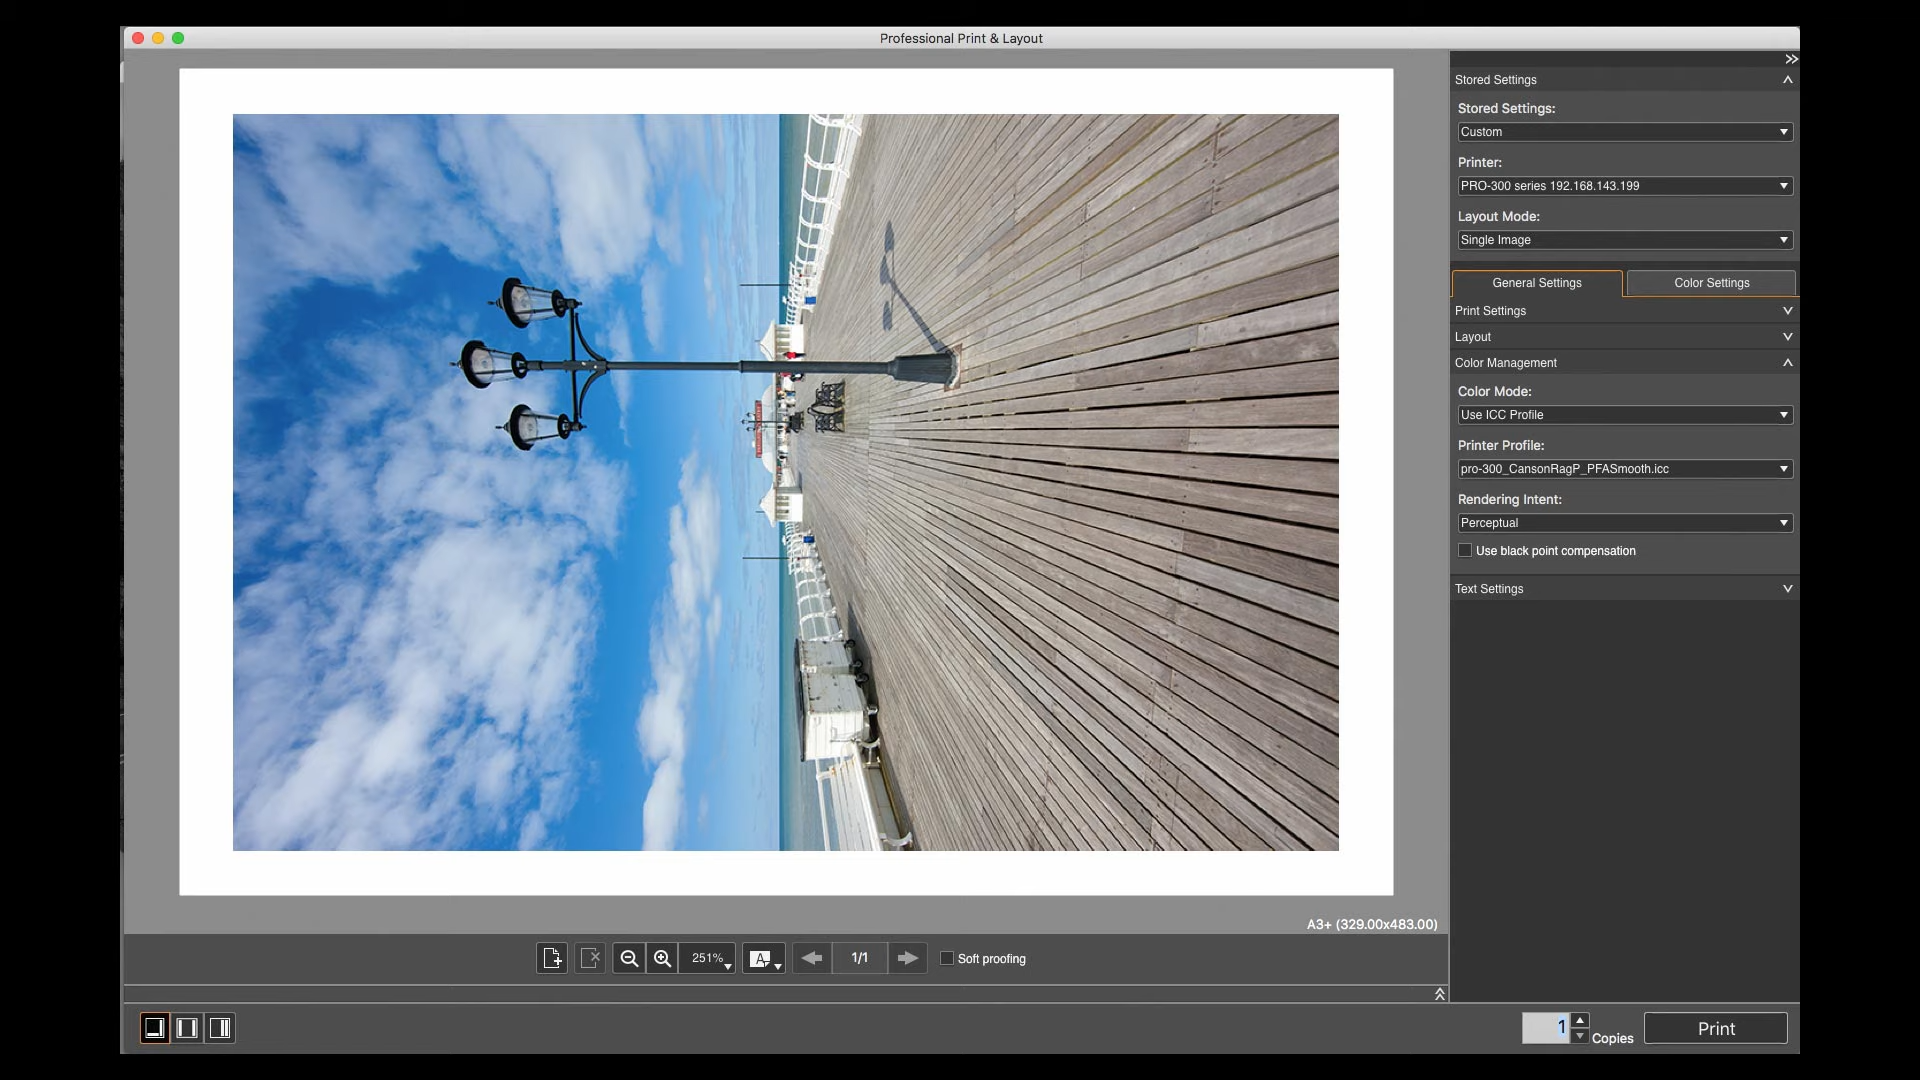 Professional Print & Layout
Stored Settings
Stored Settings:
Custom
Printer:
PRO-300 series 192.168.143.199
Layout Mode:
Single Image
General Settings
Color Settings
Print Settings
Layout
Color Management
Color Mode:
Use ICC Profile
Printer Profile:
pro-300_CansonRagP_PFASmooth.icc
Rendering Intent:
Perceptual
Use black point compensation
Text Settings
A3+ (329.00x483.00)
251%
A
1/1
Soft proofing
1
Copies
Print